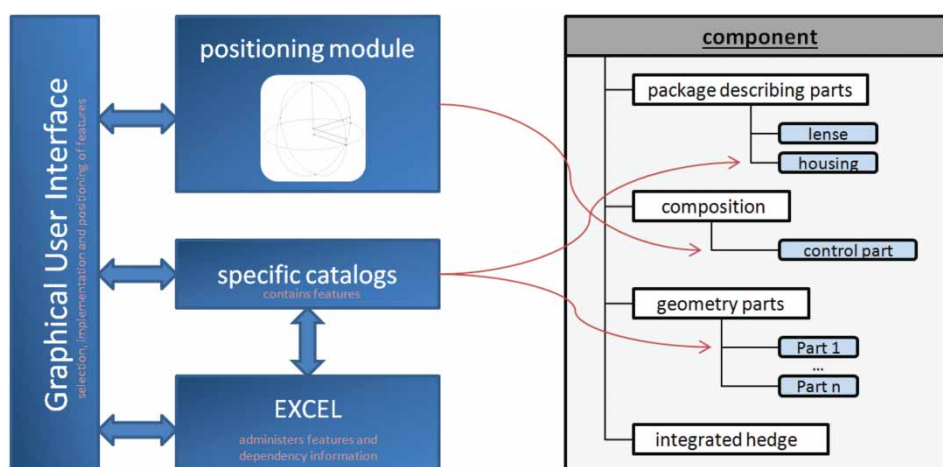 Graphical User Interface
selection, implementation and positioning of features
positioning module
specific catalogs
contains features
EXCEL
administers features and
dependency information
component
package describing parts
lense
housing
composition
control part
geometry parts
Part 1
...
Part n
integrated hedge